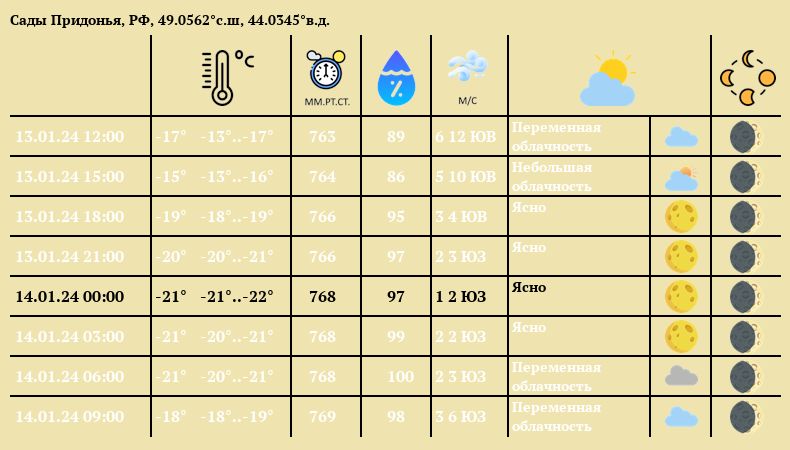 Сады Придонья, РФ, 49.0562°с.ш, 44.0345°в.д.
°C
%
ММ.РТ.СТ.
М/С
13.01.24 12:00 -17° -13°..-17° 763 89 6 12 ЮВ Переменная облачность
13.01.24 15:00 -15° -13°..-16° 764 86 5 10 ЮВ Небольшая облачность
13.01.24 18:00 -19° -18°..-19° 766 95 3 4 ЮВ Ясно
13.01.24 21:00 -20° -20°..-21° 766 97 2 3 ЮЗ Ясно
14.01.24 00:00 -21° -21°..-22° 768 97 1 2 ЮЗ Ясно
14.01.24 03:00 -21° -20°..-21° 768 99 2 2 ЮЗ Ясно
14.01.24 06:00 -21° -20°..-21° 768 100 2 3 ЮЗ Переменная облачность
14.01.24 09:00 -18° -18°..-19° 769 98 3 6 ЮЗ Переменная облачность